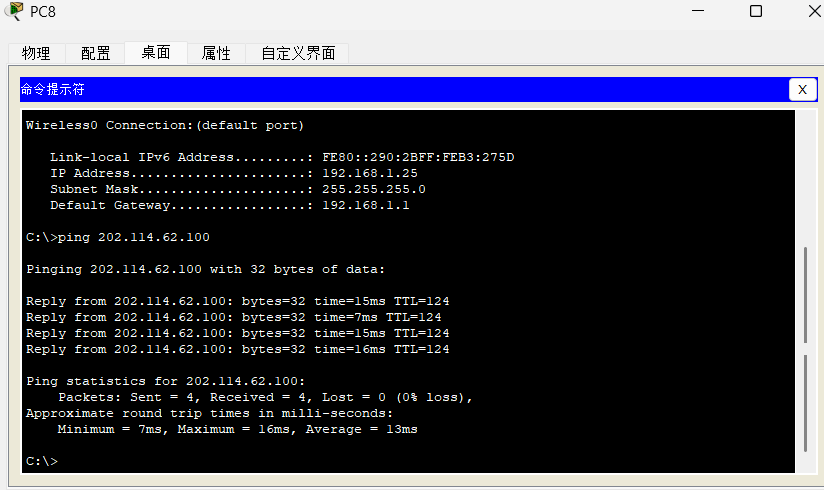 PC8
物理 配置 桌面 属性 自定义界面
命令提示符 X
Wireless0 Connection:(default port)
Link-local IPv6 Address.........: FE80::290:2BFF:FEB3:275D
IP Address......................: 192.168.1.25
Subnet Mask.....................: 255.255.255.0
Default Gateway.................: 192.168.1.1
C:\>ping 202.114.62.100
Pinging 202.114.62.100 with 32 bytes of data:
Reply from 202.114.62.100: bytes=32 time=15ms TTL=124
Reply from 202.114.62.100: bytes=32 time=7ms TTL=124
Reply from 202.114.62.100: bytes=32 time=15ms TTL=124
Reply from 202.114.62.100: bytes=32 time=16ms TTL=124
Ping statistics for 202.114.62.100:
Packets: Sent = 4, Received = 4, Lost = 0 (0% loss),
Approximate round trip times in milli-seconds:
Minimum = 7ms, Maximum = 16ms, Average = 13ms
C:\>